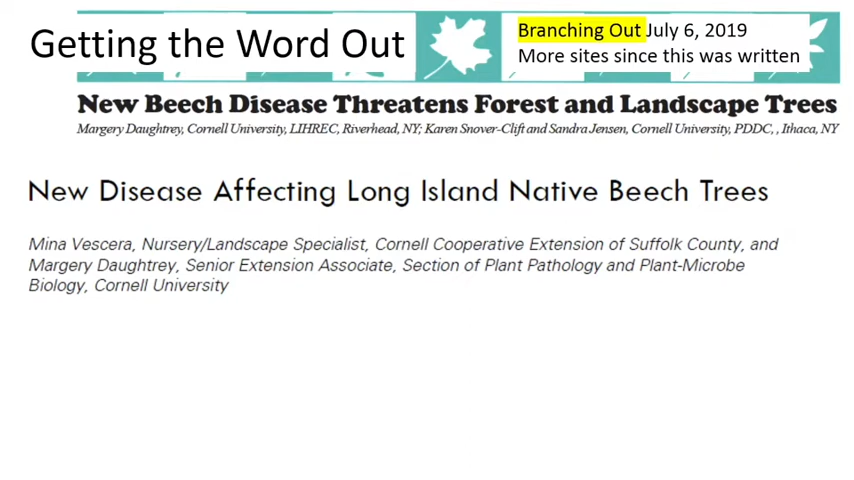 Getting the Word Out
Branching Out July 6, 2019
More sites since this was written
New Beech Disease Threatens Forest and Landscape Trees
Margery Daughtrey, Cornell University, LIHREC, Riverhead, NY; Karen Snover-Clift and Sandra Jensen, Cornell University, PDDC, , Ithaca, NY
New Disease Affecting Long Island Native Beech Trees
Mina Vescera, Nursery/Landscape Specialist, Cornell Cooperative Extension of Suffolk County, and
Margery Daughtrey, Senior Extension Associate, Section of Plant Pathology and Plant-Microbe
Biology, Cornell University